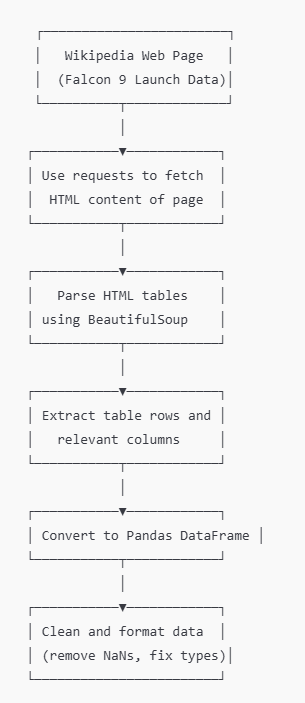 Wikipedia Web Page
(Falcon 9 Launch Data)
Use requests to fetch
HTML content of page
Parse HTML tables
using BeautifulSoup
Extract table rows and
relevant columns
Convert to Pandas DataFrame
Clean and format data
(remove NaNs, fix types)